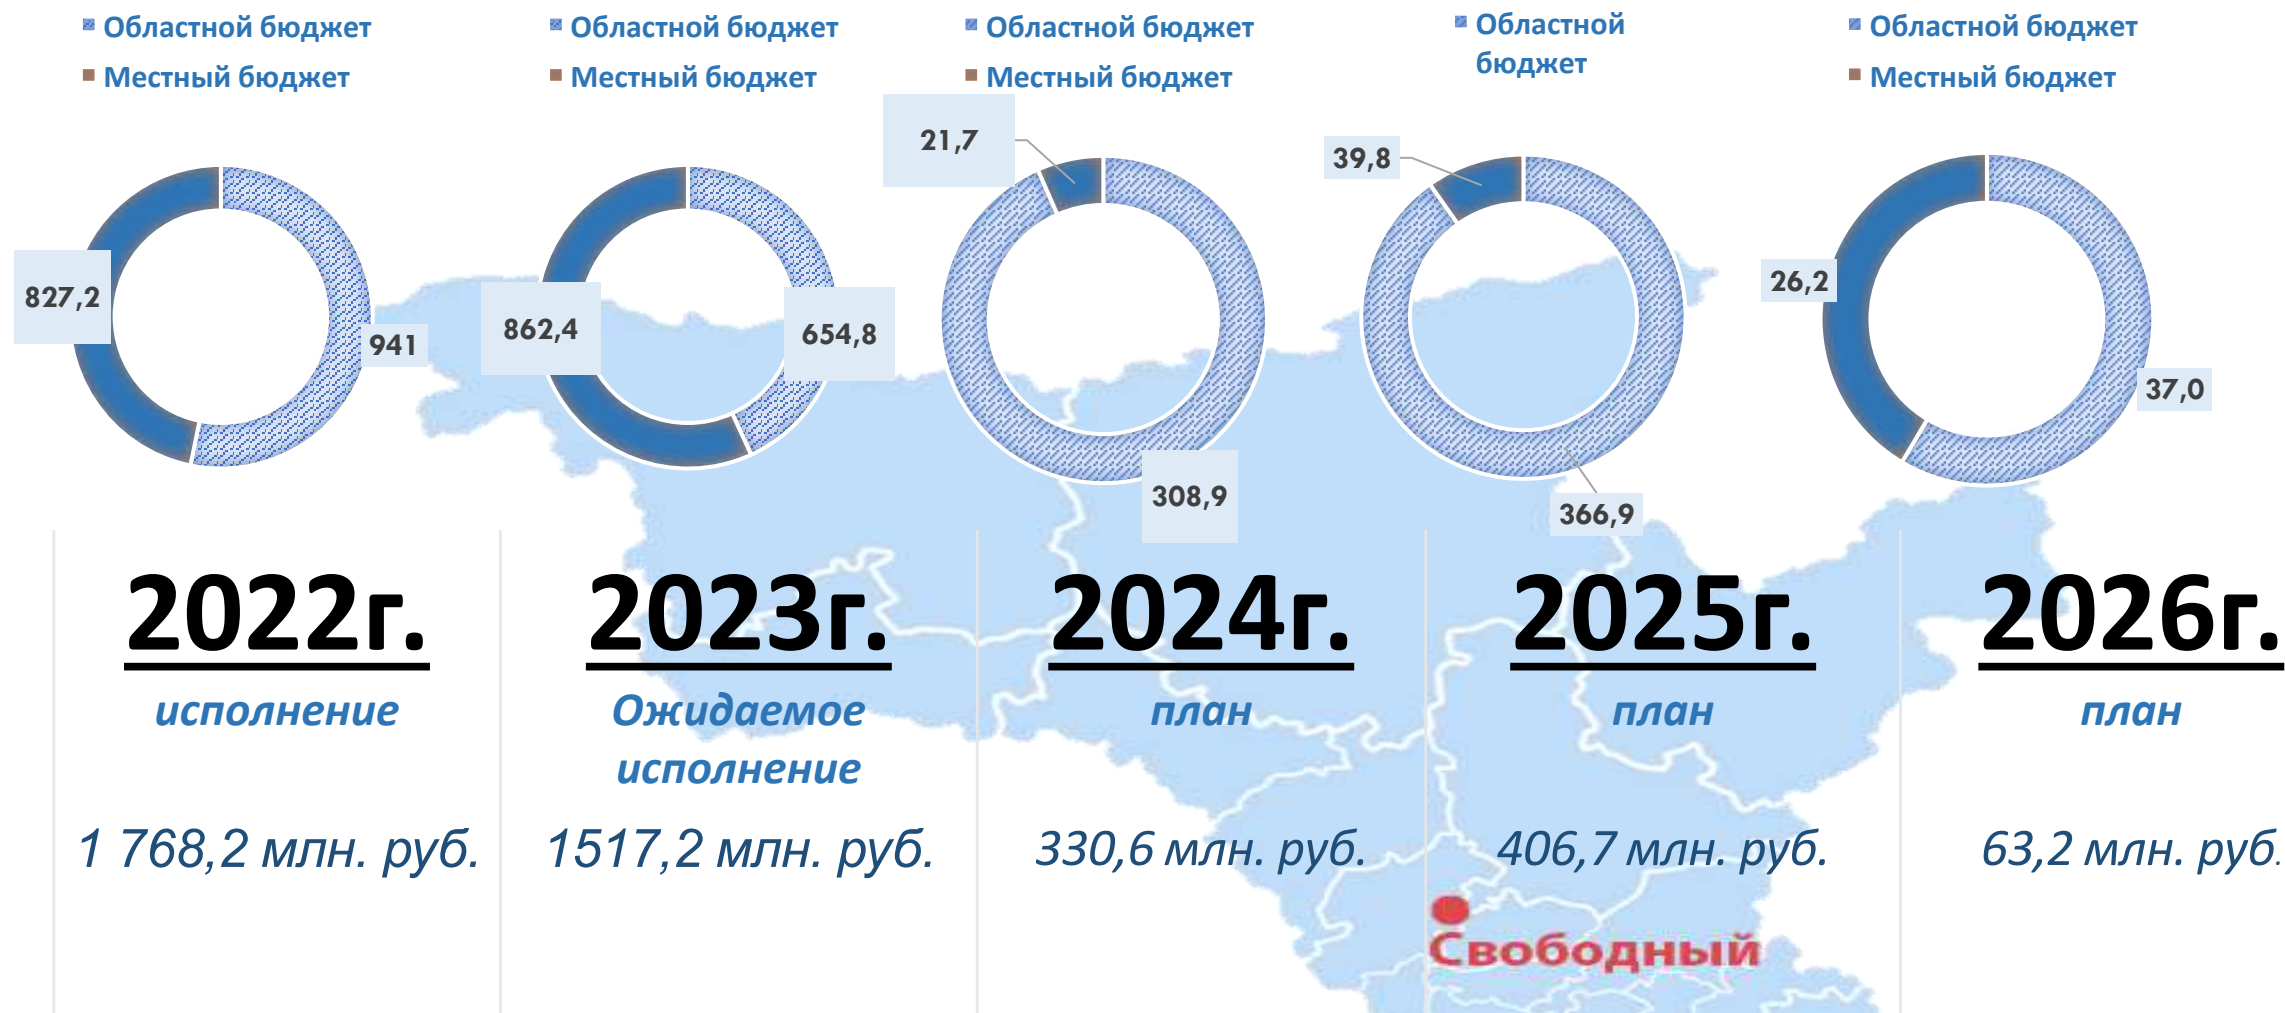 Областной бюджет
Местный бюджет
827,2
941
Областной бюджет
Местный бюджет
862,4
654,8
Областной бюджет
Местный бюджет
21,7
308,9
Областной
бюджет
39,8
366,9
Областной бюджет
Местный бюджет
26,2
37,0
2022г.
исполнение
1 768,2 млн. руб.
2023г.
Ожидаемое
исполнение
1517,2 млн. руб.
2024г.
план
330,6 млн. руб.
2025г.
план
406,7 млн. руб.
2026г.
план
63,2 млн. руб.
Свободный